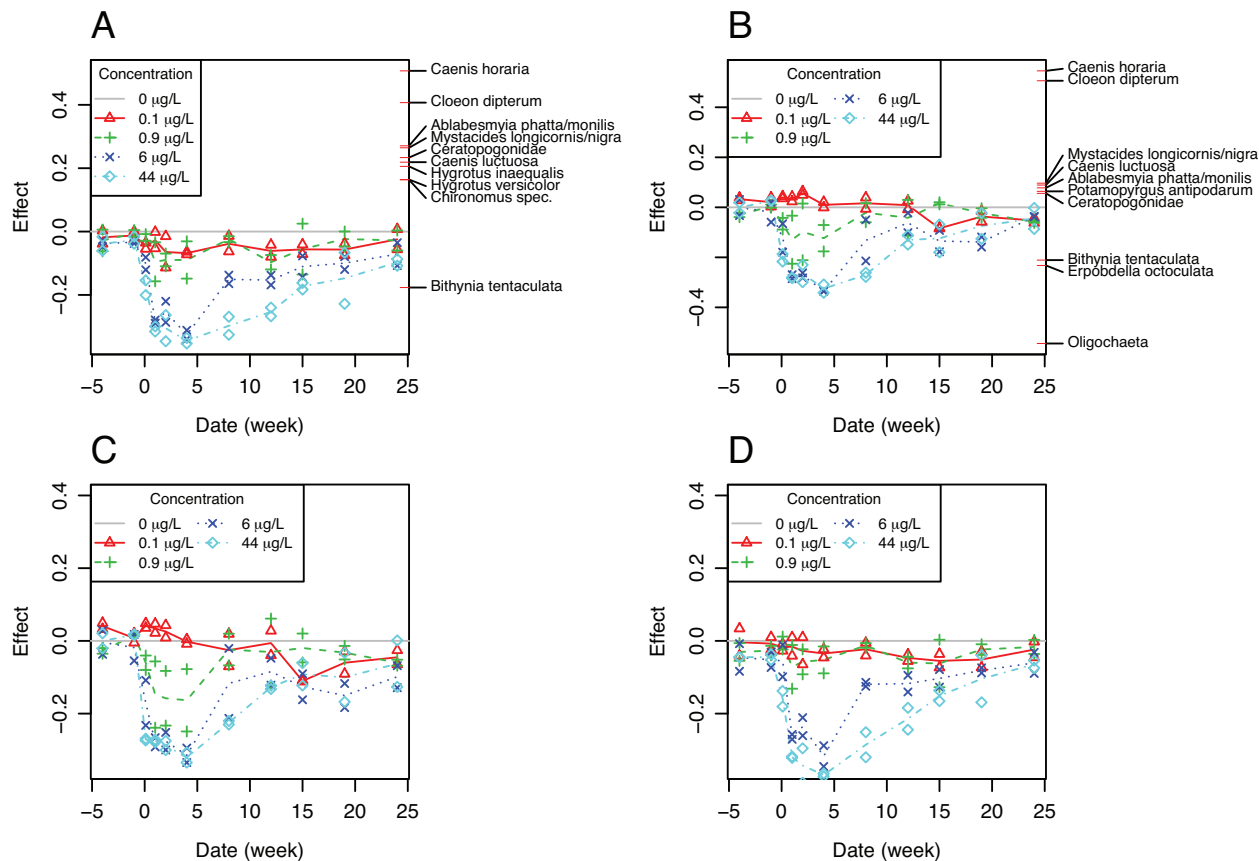 A
Concentration
0 µg/L
0.1 µg/L
0.9 µg/L
6 µg/L
44 µg/L
Effect
0.4
0.2
0.0
−0.2
−5 0 5 10 15 20 25
Date (week)
Caenis horaria
Cloeon dipterum
Ablabesmyia phatta/monilis
Mystacides longicornis/nigra
Ceratopogonidae
Caenis luctuosa
Hygrotus inaequalis
Hygrotus versicolor
Chironomus spec.
Bithynia tentaculata
B
Concentration
0 µg/L 6 µg/L
0.1 µg/L 44 µg/L
0.9 µg/L
Effect
0.4
0.2
0.0
−0.2
−0.4
−5 0 5 10 15 20 25
Date (week)
Caenis horaria
Cloeon dipterum
Mystacides longicornis/nigra
Caenis luctuosa
Ablabesmyia phatta/monilis
Potamopyrgus antipodarum
Ceratopogonidae
Bithynia tentaculata
Erpobdella octoculata
Oligochaeta
C
Concentration
0 µg/L 6 µg/L
0.1 µg/L 44 µg/L
0.9 µg/L
Effect
0.4
0.2
0.0
−0.2
−5 0 5 10 15 20 25
Date (week)
D
Concentration
0 µg/L 6 µg/L
0.1 µg/L 44 µg/L
0.9 µg/L
Effect
0.4
0.2
0.0
−0.2
−5 0 5 10 15 20 25
Date (week)